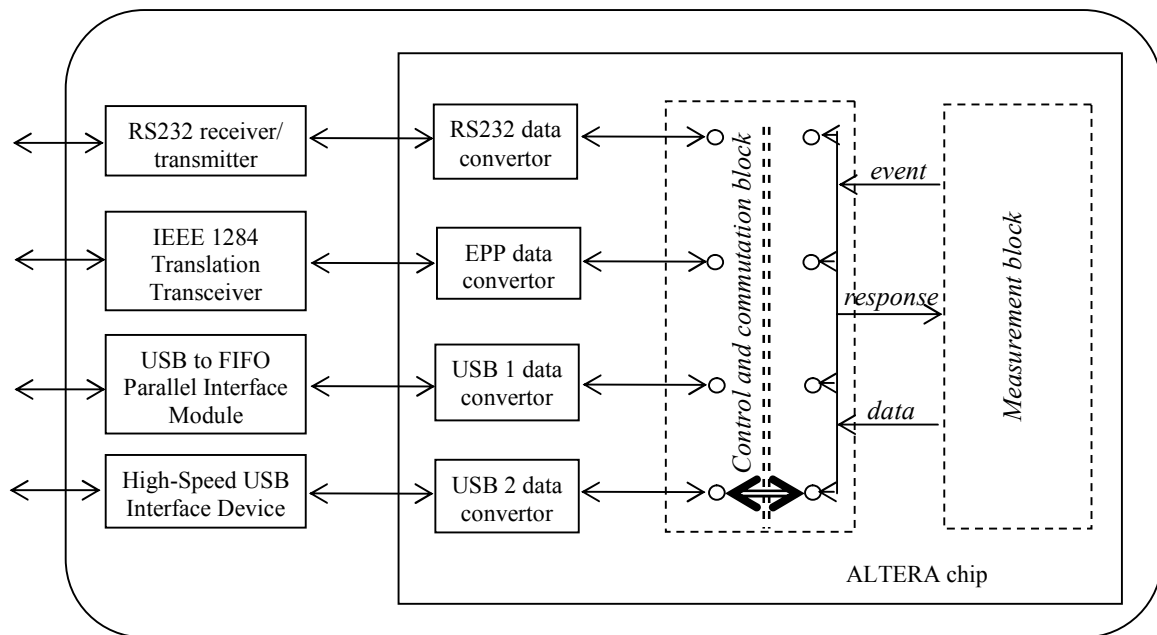 RS232 receiver/
transmitter
RS232 data
convertor
IEEE 1284
Translation
Transceiver
EPP data
convertor
USB to FIFO
Parallel Interface
Module
USB 1 data
convertor
High-Speed USB
Interface Device
USB 2 data
convertor
Control and commutation block
event
response
data
Measurement block
ALTERA chip